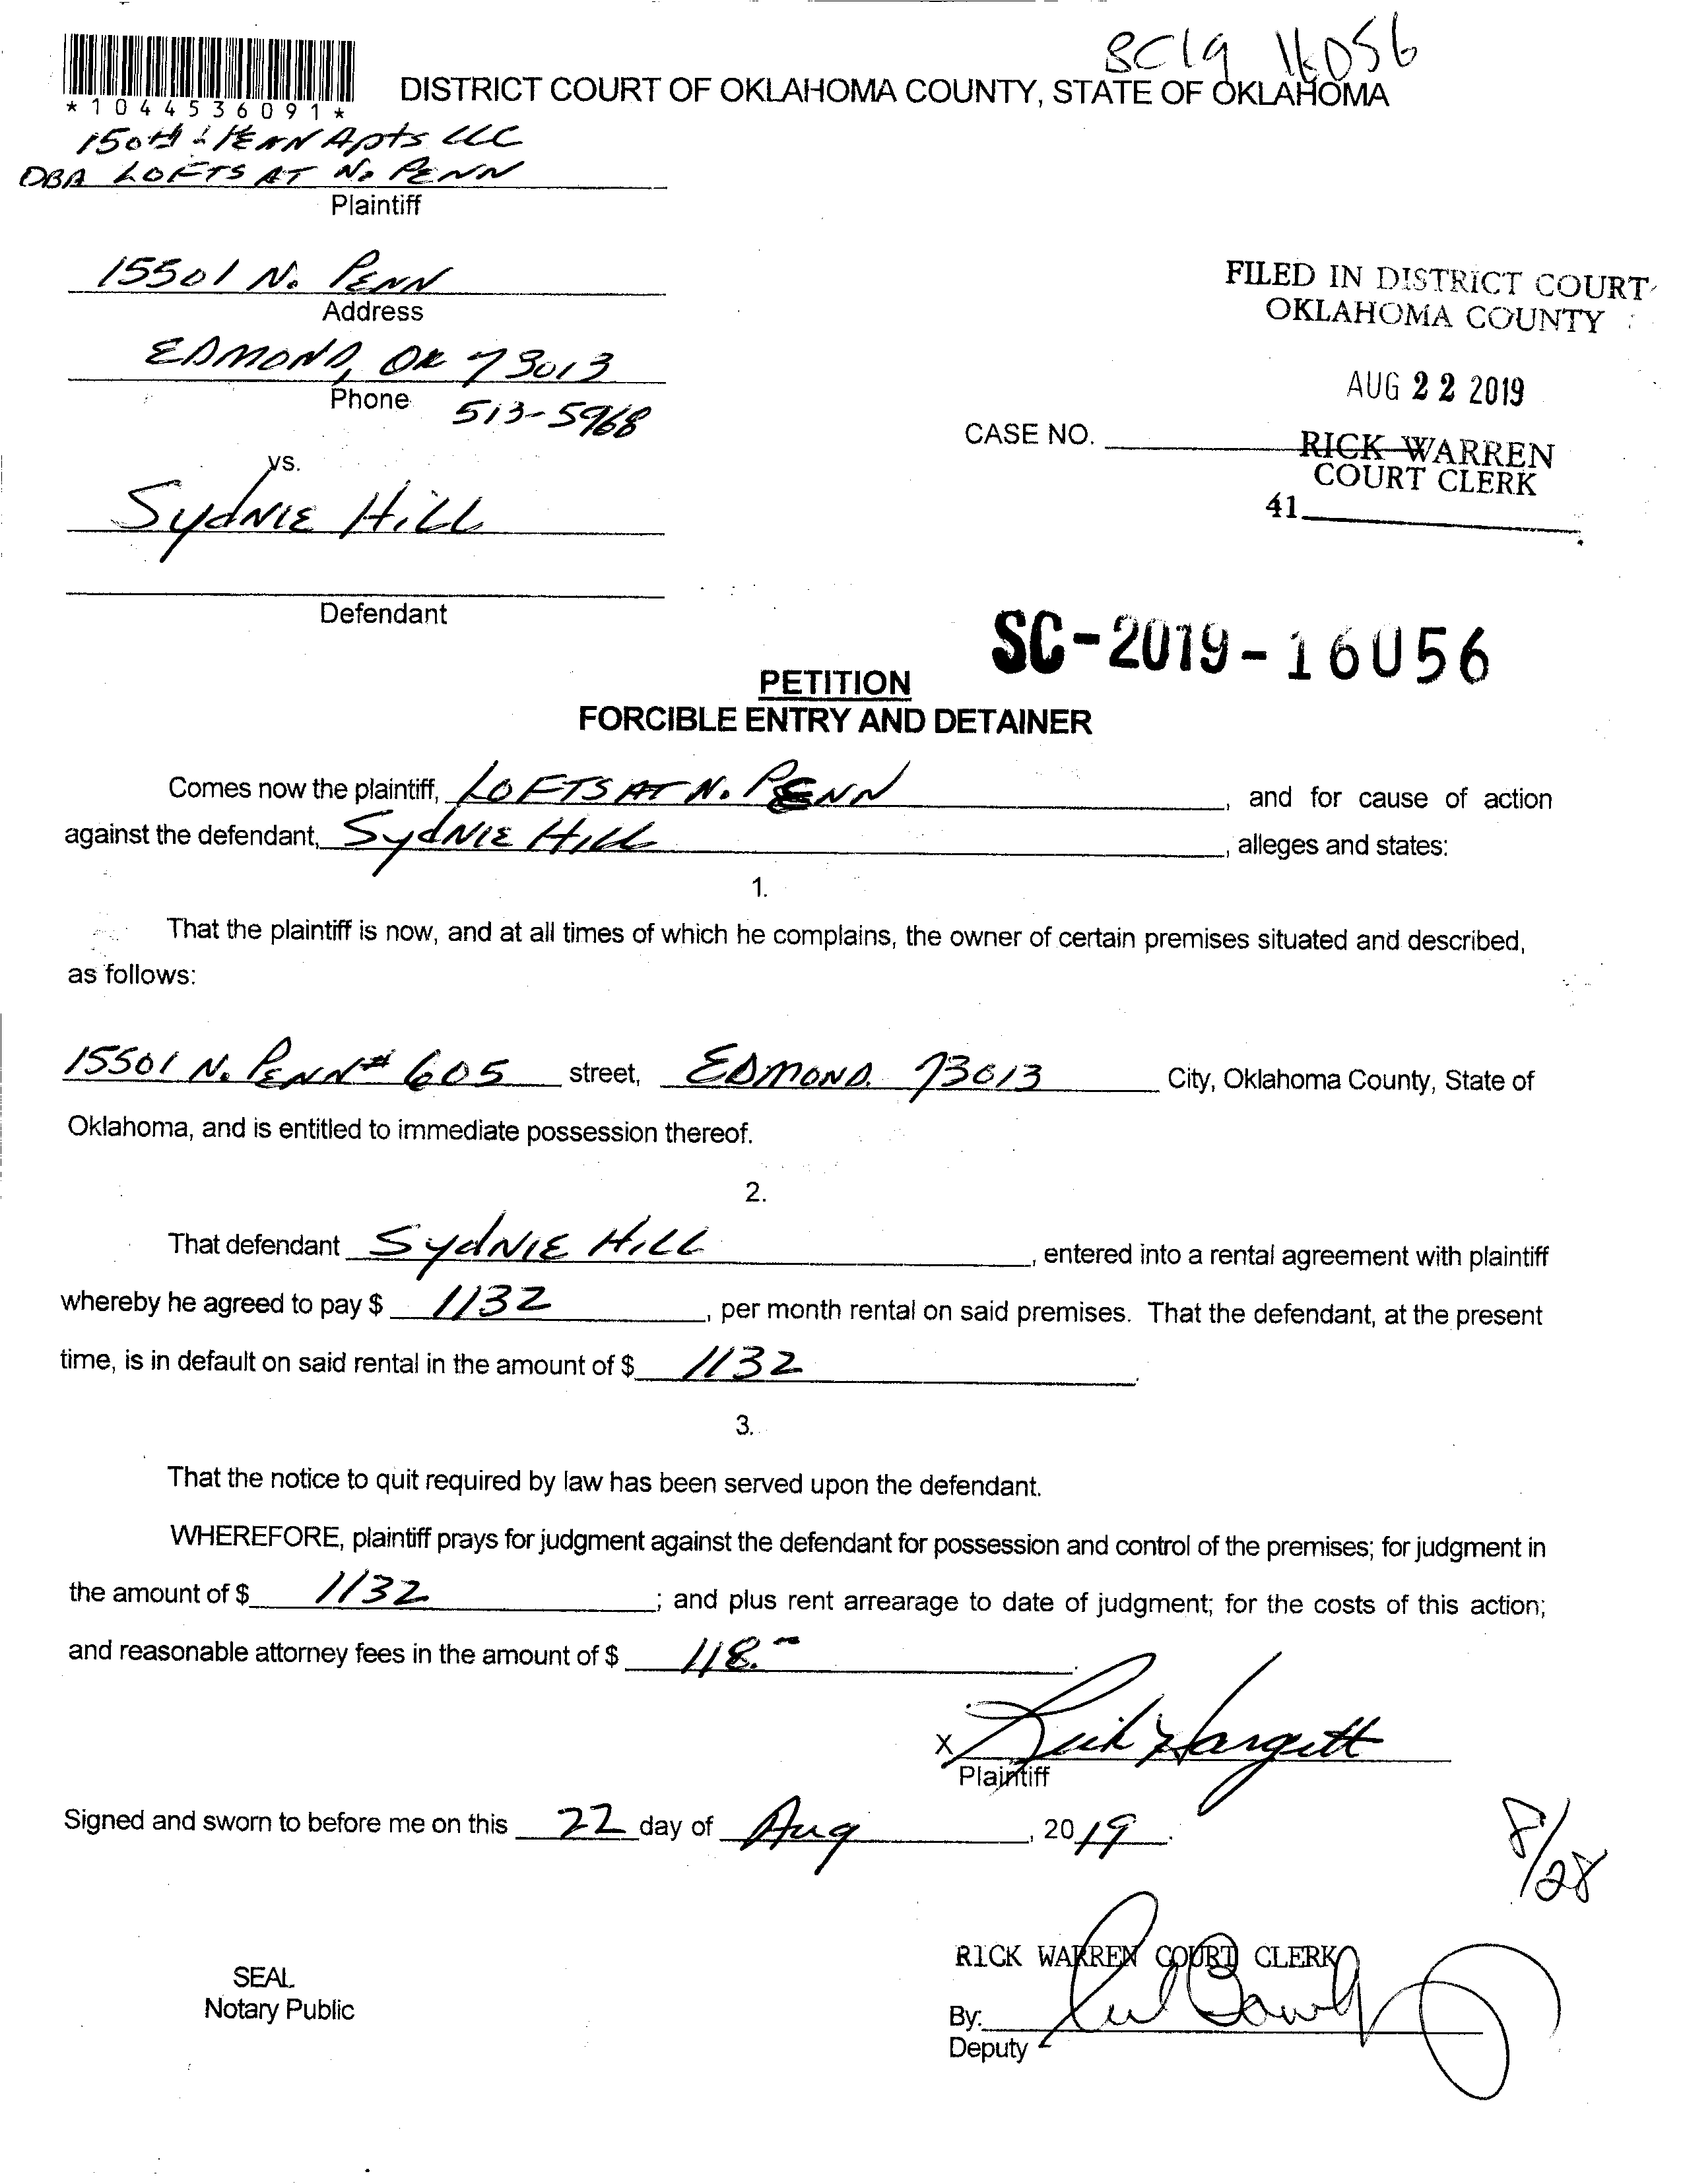 SC19 16056
*1044536091*
DISTRICT COURT OF OKLAHOMA COUNTY, STATE OF OKLAHOMA
150th & PENN Apts LLC
DBA LOFTS AT N. PENN
Plaintiff
15501 N. PENN
Address
EDMOND, OK 73013
Phone 513-5968
vs.
Sydnie Hill
Defendant
FILED IN DISTRICT COURT
OKLAHOMA COUNTY
AUG 22 2019
CASE NO.
RICK WARREN
COURT CLERK
41
SC-2019-16056
PETITION
FORCIBLE ENTRY AND DETAINER
Comes now the plaintiff, LOFTS AT N. PENN, and for cause of action
against the defendant, Sydnie Hill, alleges and states:
1.
That the plaintiff is now, and at all times of which he complains, the owner of certain premises situated and described,
as follows:
15501 N. PENN # 605 street, EDMOND. 73013 City, Oklahoma County, State of
Oklahoma, and is entitled to immediate possession thereof.
2.
That defendant Sydnie Hill, entered into a rental agreement with plaintiff
whereby he agreed to pay $ 1132, per month rental on said premises. That the defendant, at the present
time, is in default on said rental in the amount of $ 1132.
3.
That the notice to quit required by law has been served upon the defendant.
WHEREFORE, plaintiff prays for judgment against the defendant for possession and control of the premises; for judgment in
the amount of $ 1132; and plus rent arrearage to date of judgment; for the costs of this action;
and reasonable attorney fees in the amount of $ 118.-
X Rick Hargett
Plaintiff
Signed and sworn to before me on this 22 day of Aug, 2019.
8/28
SEAL
Notary Public
RICK WARREN COURT CLERK
By:
Deputy